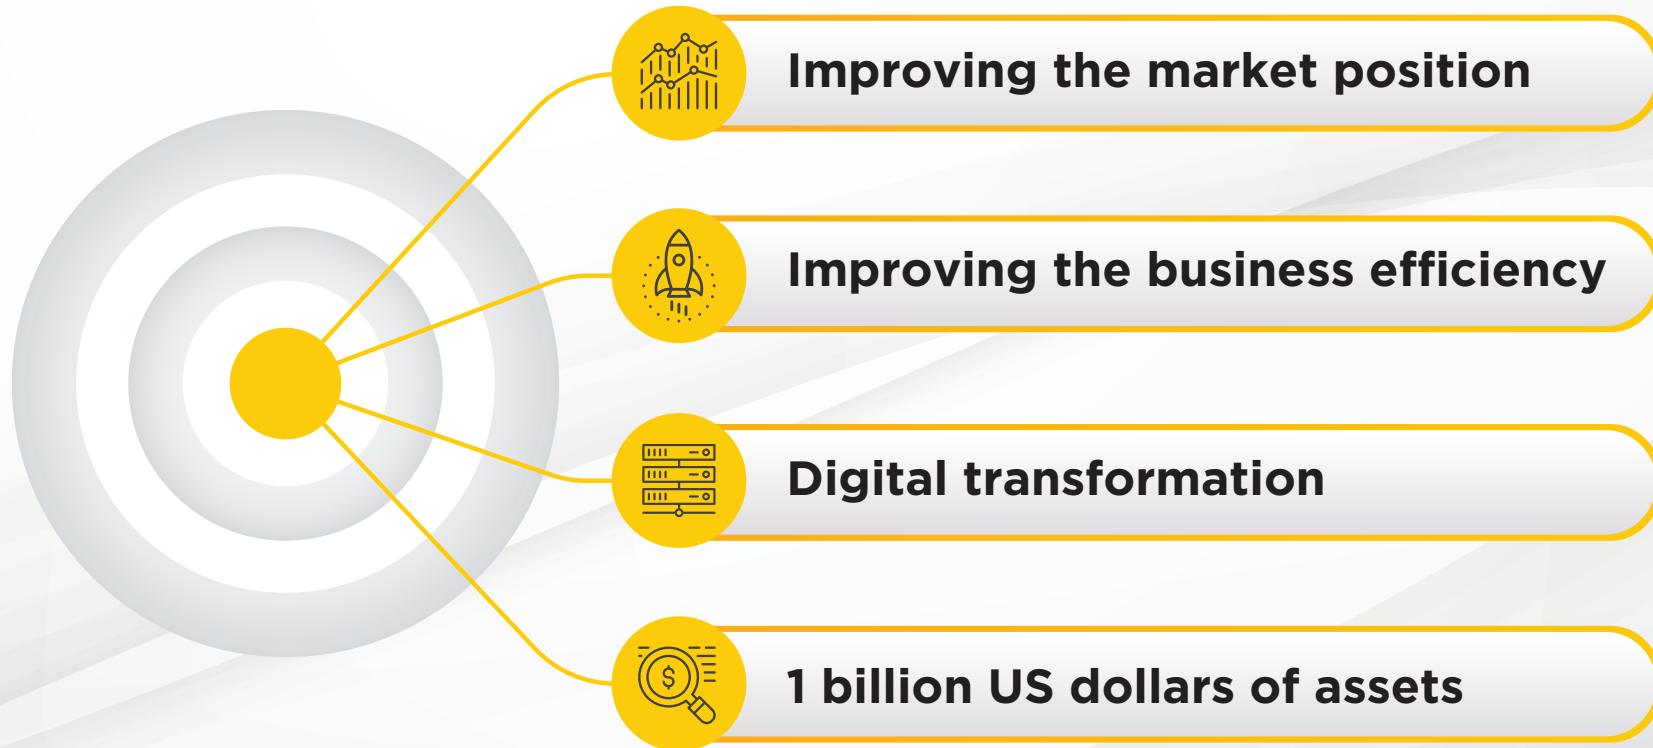 Improving the market position
Improving the business efficiency
Digital transformation
$
1 billion US dollars of assets